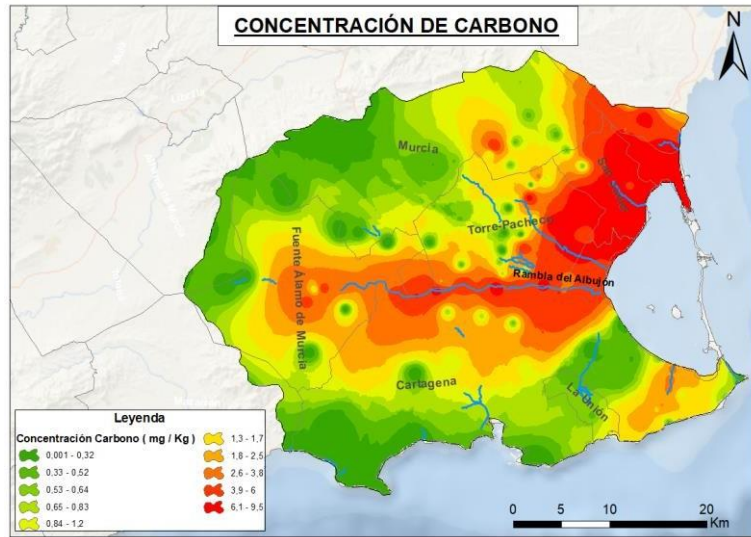 CONCENTRACIÓN DE CARBONO
N
Murcia
Torre-Pacheco
Rambla del Albujón
Fuente Álamo de Murcia
Cartagena
La Unión
Leyenda
Concentración Carbono ( mg / Kg )
0,001 - 0,32
0,33 - 0,52
0,53 - 0,64
0,65 - 0,83
0,84 - 1,2
1,3 - 1,7
1,8 - 2,5
2,6 - 3,8
3,9 - 6
6,1 - 9,5
0 5 10 20
Km